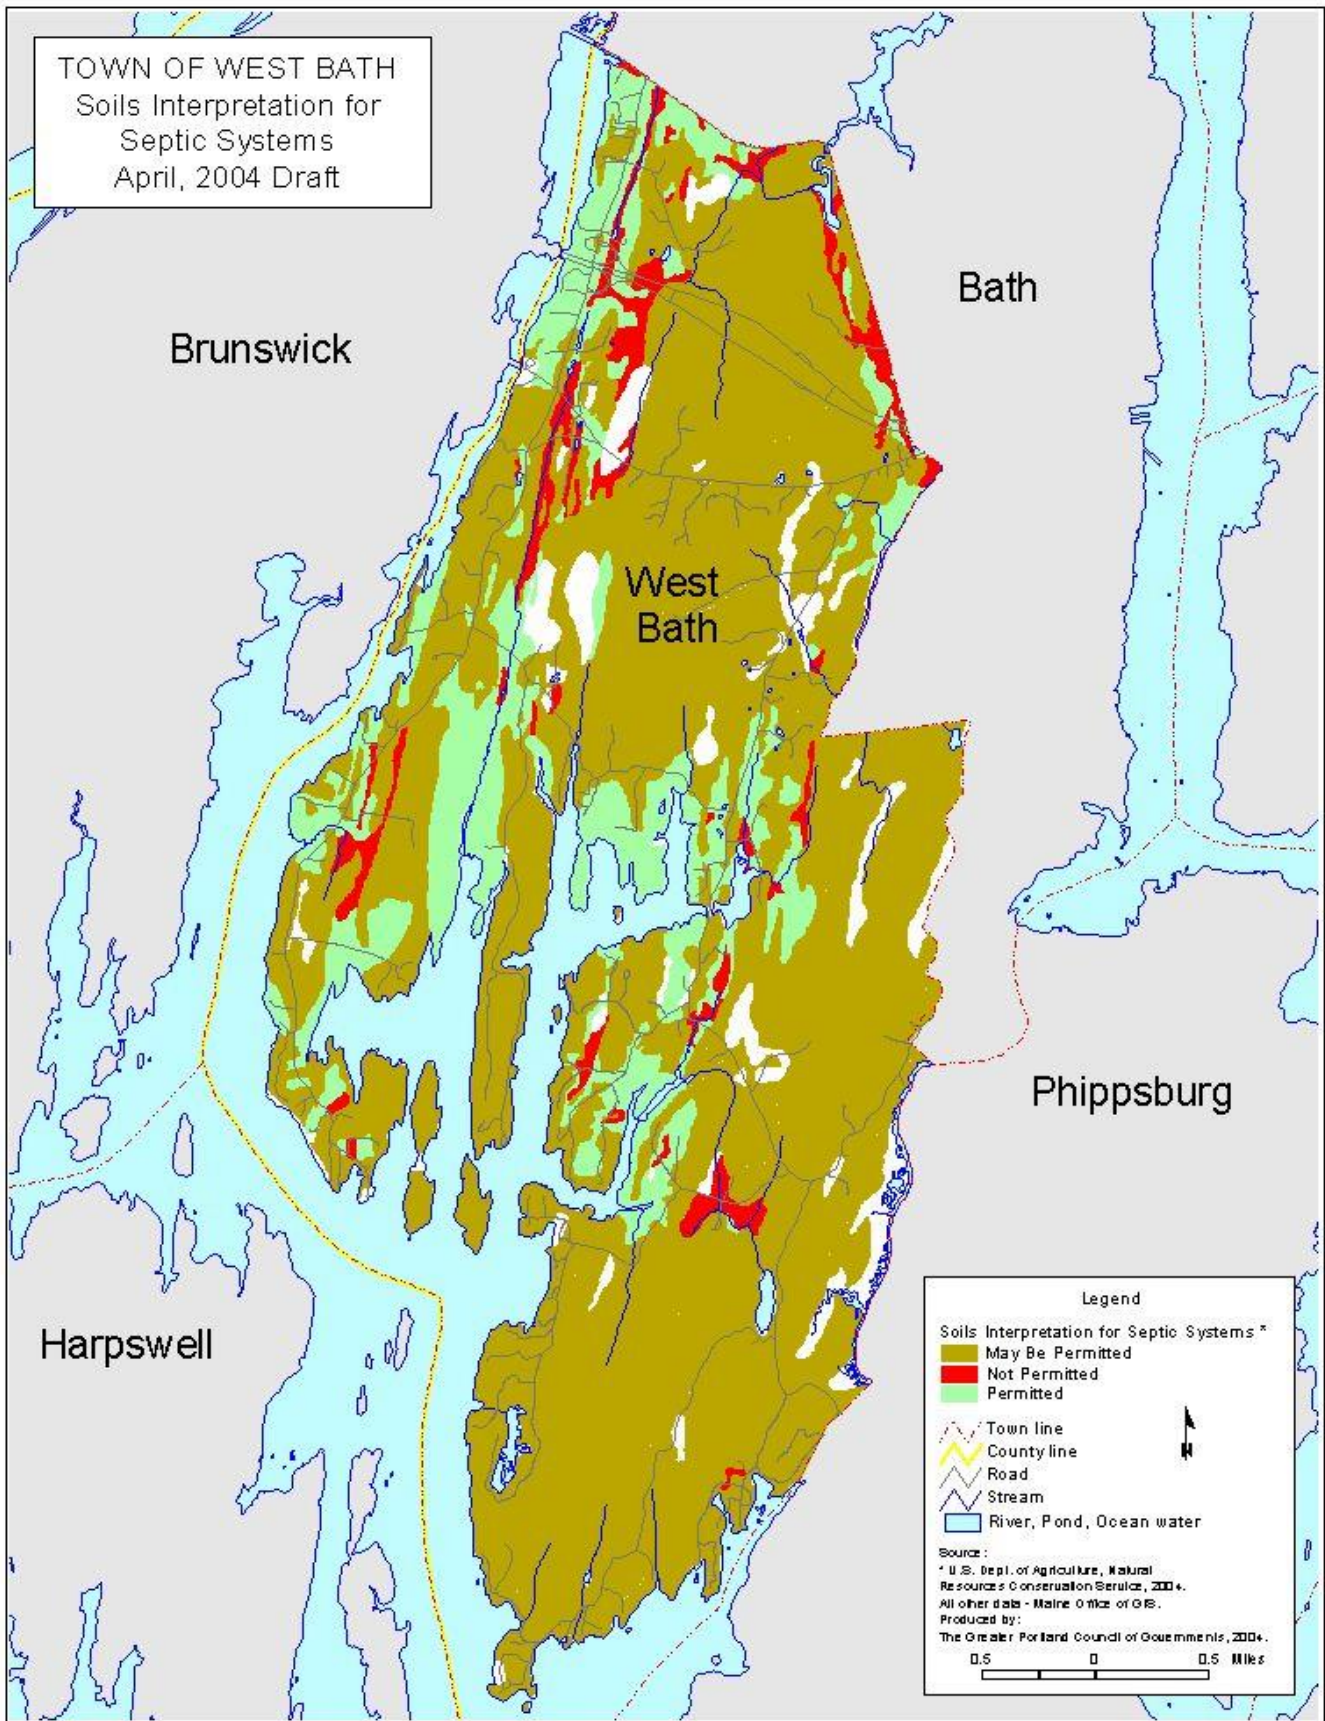 TOWN OF WEST BATH
Soils Interpretation for
Septic Systems
April, 2004 Draft
Brunswick
Bath
West
Bath
Phippsburg
Harpswell
Legend
Soils Interpretation for Septic Systems *
May Be Permitted
Not Permitted
Permitted
Town line
County line
Road
Stream
River, Pond, Ocean water
N
Source:
* U.S. Dept. of Agriculture, Natural
Resources Conservation Service, 2004.
All other data - Maine Office of GIS.
Produced by:
The Greater Portland Council of Governments, 2004.
0.5 0 0.5 Miles